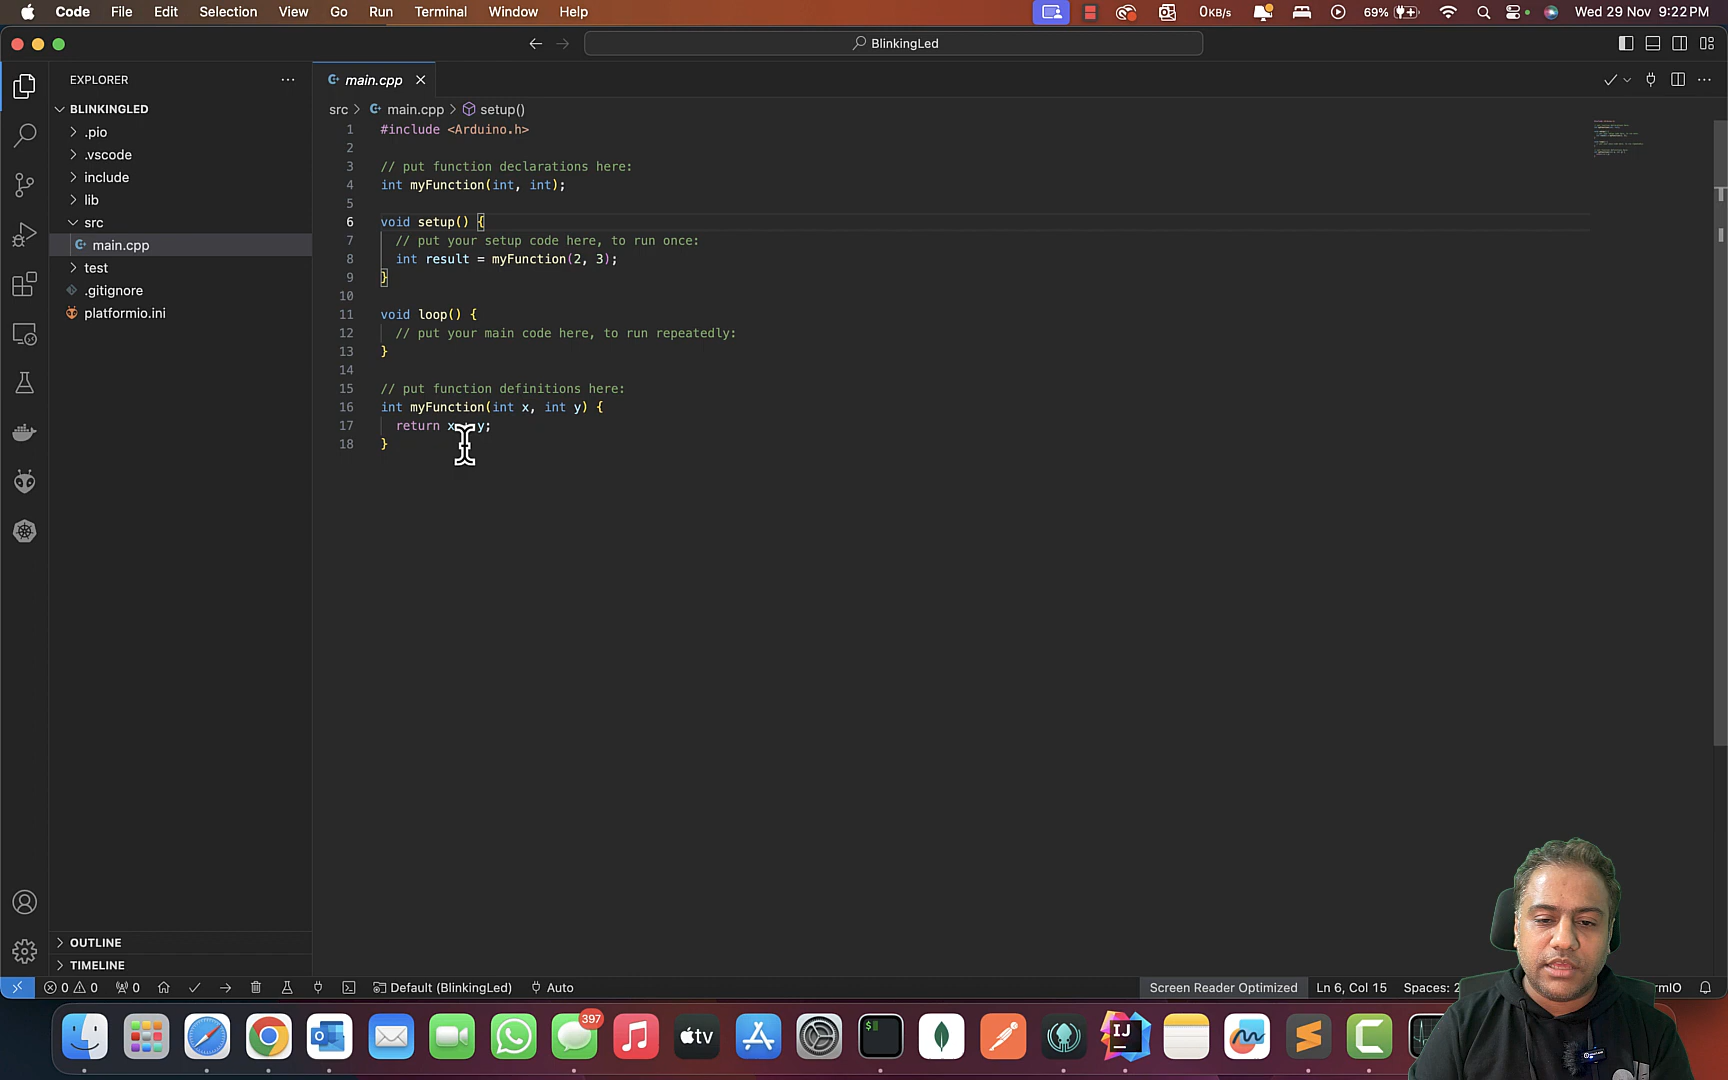 Code File Edit Selection View Go Run Terminal Window Help
0KB/s 69% Wed 29 Nov 9:22 PM
BlinkingLed
EXPLORER
BLINKINGLED
.pio
.vscode
include
lib
src
main.cpp
test
.gitignore
platformio.ini
OUTLINE
TIMELINE
main.cpp
src > main.cpp > setup()
1 #include <Arduino.h>
2
3 // put function declarations here:
4 int myFunction(int, int);
5
6 void setup() {
7 // put your setup code here, to run once:
8 int result = myFunction(2, 3);
9 }
10
11 void loop() {
12 // put your main code here, to run repeatedly:
13 }
14
15 // put function definitions here:
16 int myFunction(int x, int y) {
17 return x y;
18 }
0 0 0 Default (BlinkingLed) Auto Screen Reader Optimized Ln 6, Col 15 Spaces: 2
397
tv
$
IJ